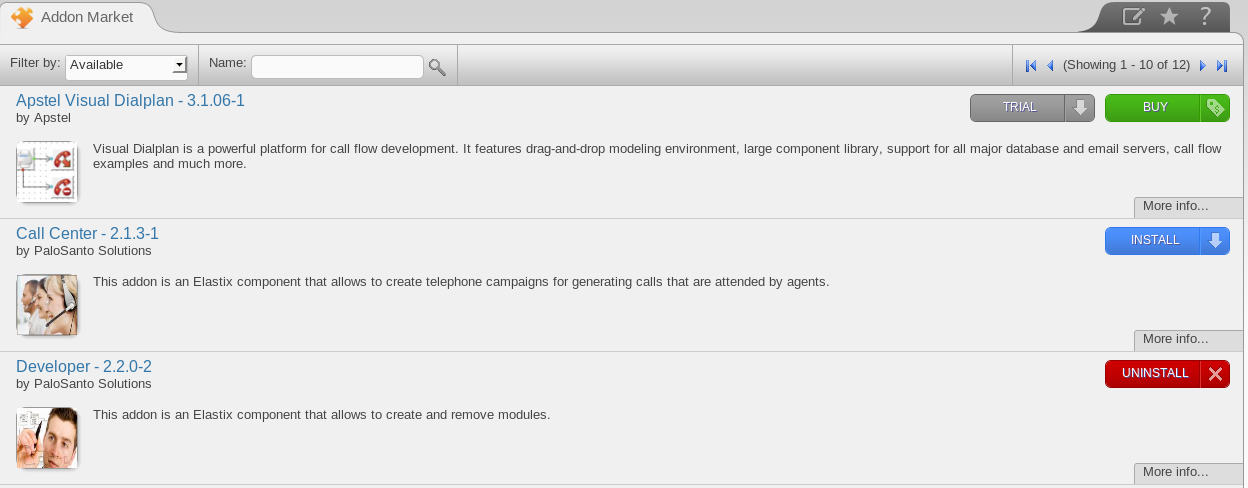 Addon Market
?
Filter by: Available Name: (Showing 1 - 10 of 12)
Apstel Visual Dialplan - 3.1.06-1
TRIAL BUY
by Apstel
Visual Dialplan is a powerful platform for call flow development. It features drag-and-drop modeling environment, large component library, support for all major database and email servers, call flow
examples and much more.
More info...
Call Center - 2.1.3-1
INSTALL
by PaloSanto Solutions
This addon is an Elastix component that allows to create telephone campaigns for generating calls that are attended by agents.
More info...
Developer - 2.2.0-2
UNINSTALL
by PaloSanto Solutions
This addon is an Elastix component that allows to create and remove modules.
More info...